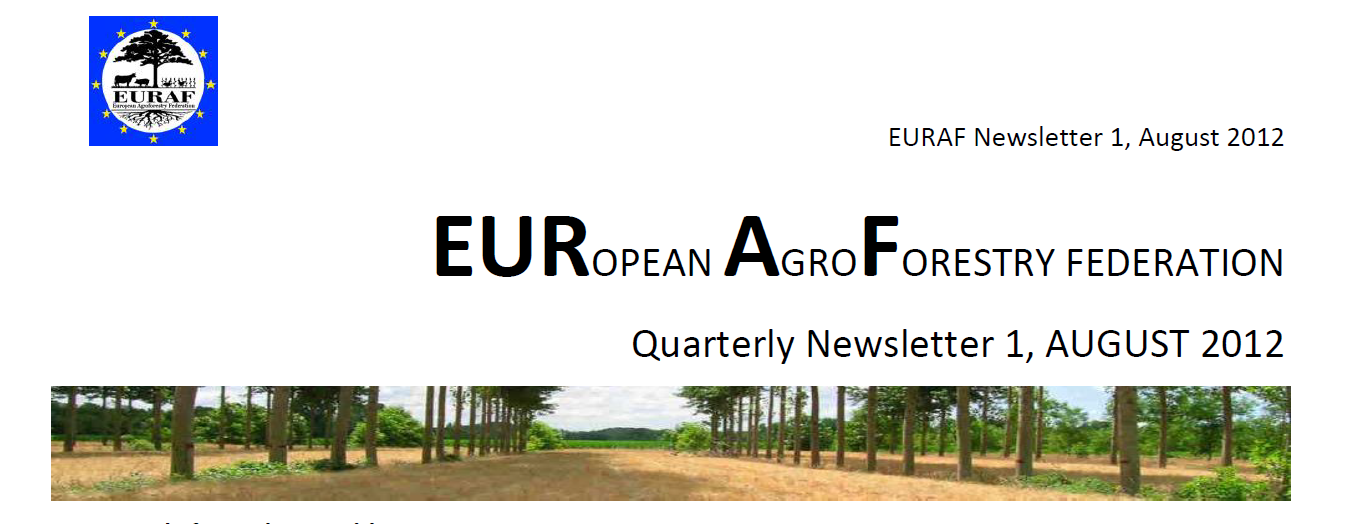 EURAF
European Agroforestry Federation
EURAF Newsletter 1, August 2012
EUROPEAN AGROFORESTRY FEDERATION
Quarterly Newsletter 1, AUGUST 2012